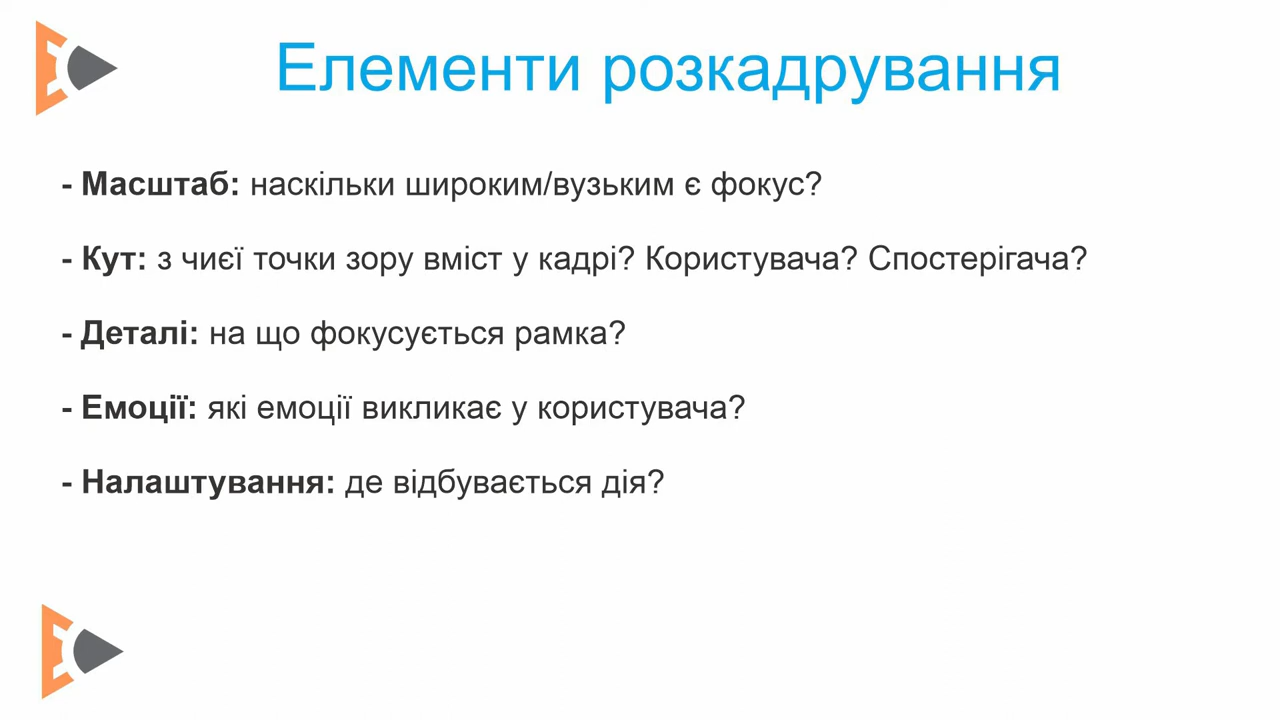 Елементи розкадрування
- Масштаб: наскільки широким/вузьким є фокус?
- Кут: з чиєї точки зору вміст у кадрі? Користувача? Спостерігача?
- Деталі: на що фокусується рамка?
- Емоції: які емоції викликає у користувача?
- Налаштування: де відбувається дія?